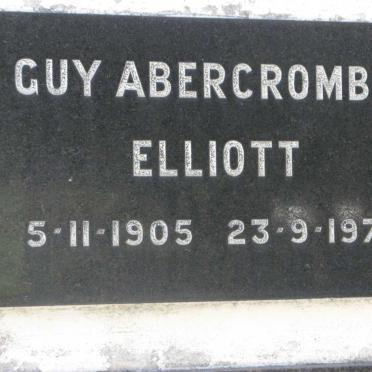 GUY ABERCROMB
ELLIOTT
5-11-1905 23-9-197